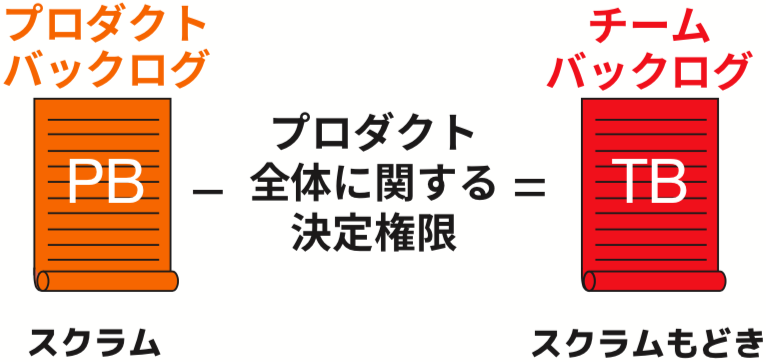 プロダクト
バックログ
PB
スクラム
−
プロダクト
全体に関する
決定権限
=
チーム
バックログ
TB
スクラムもどき